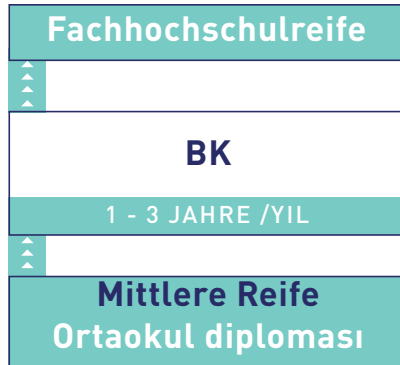 Fachhochschulreife
BK
1 - 3 JAHRE /YIL
Mittlere Reife
Ortaokul diploması